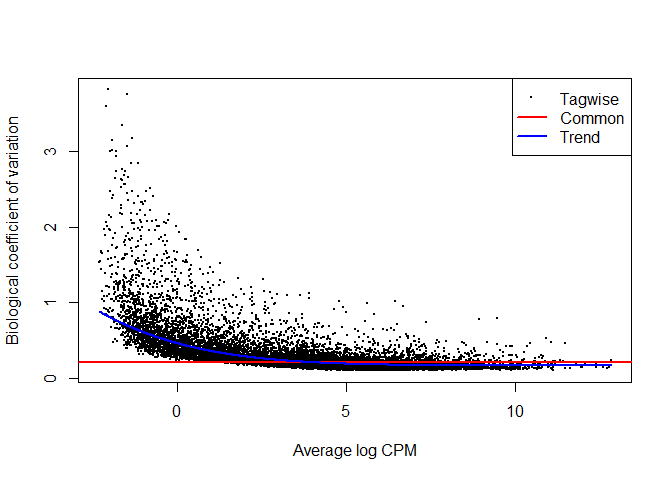 Tagwise
Common
Trend
Biological coefficient of variation
3
2
1
0
0 5 10
Average log CPM